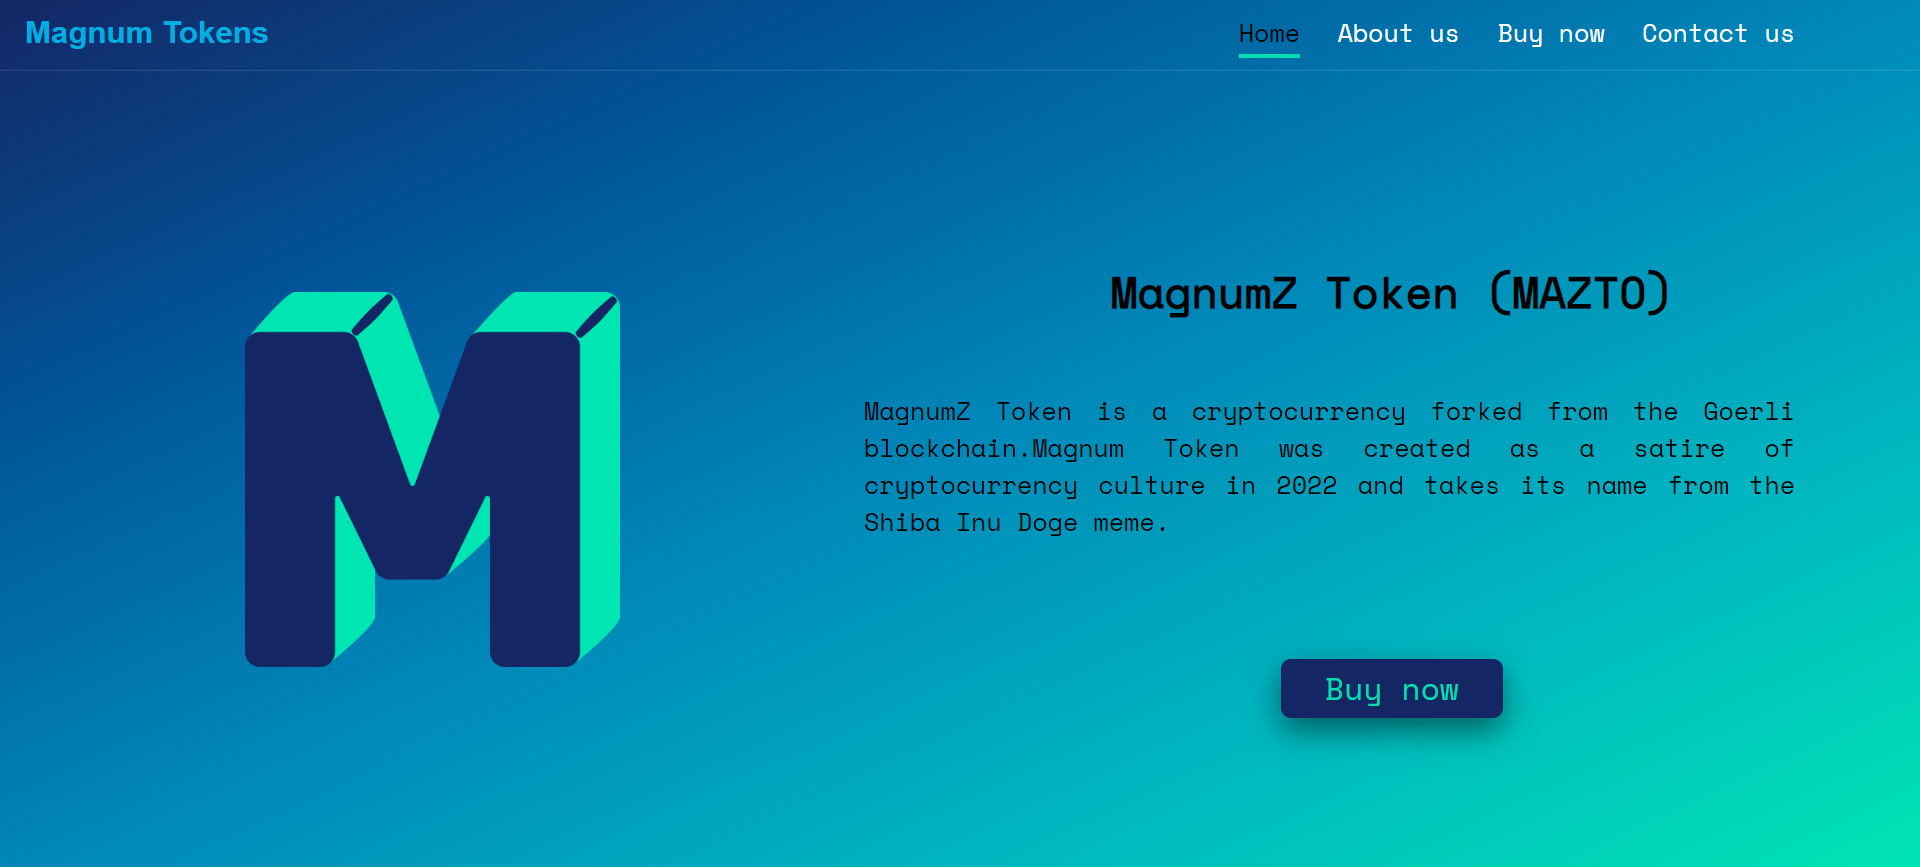 Magnum Tokens
Home About us Buy now Contact us
M
MagnumZ Token (MAZTO)
MagnumZ Token is a cryptocurrency forked from the Goerli
blockchain.Magnum Token was created as a satire of
cryptocurrency culture in 2022 and takes its name from the
Shiba Inu Doge meme.
Buy now